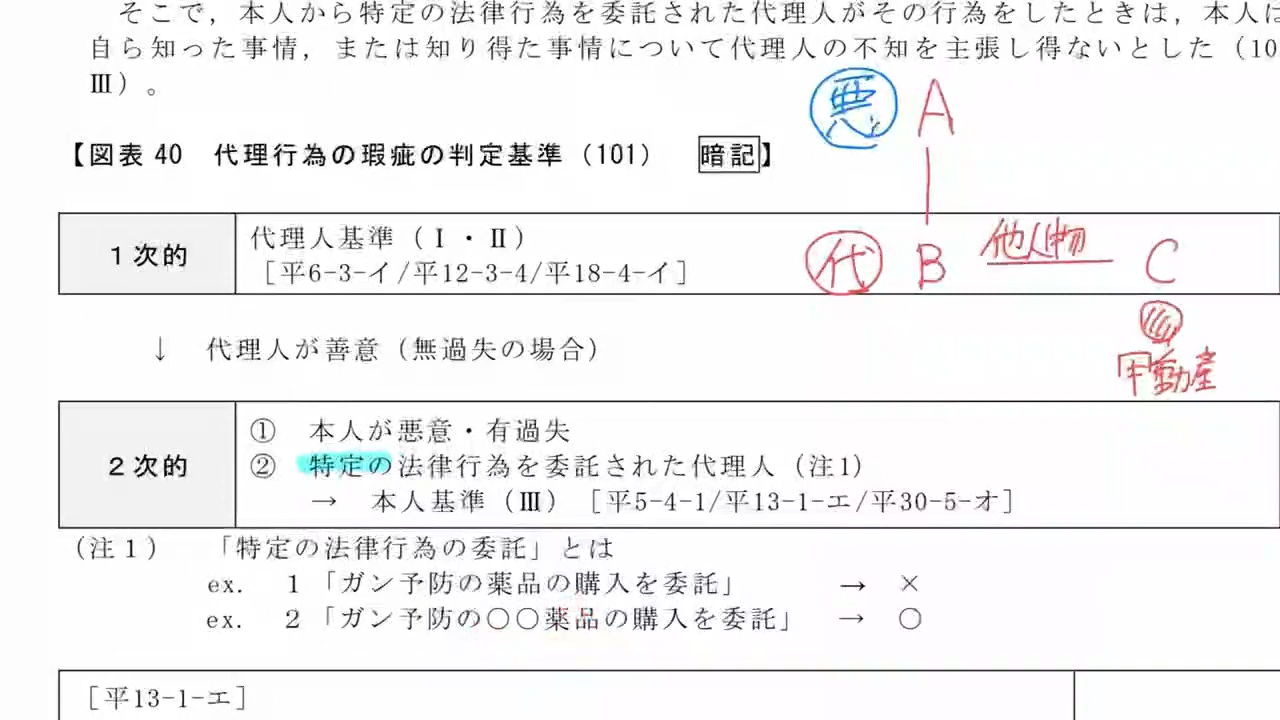 そこで，本人から特定の法律行為を委託された代理人がその行為をしたときは，本人は
自ら知った事情，または知り得た事情について代理人の不知を主張し得ないとした（10
Ⅲ）。
悪 A
【図表 40 代理行為の瑕疵の判定基準（101） 暗記】
1次的
代理人基準（Ⅰ・Ⅱ）
［平6-3-イ/平12-3-4/平18-4-イ］
代 B 他人物 C
甲動産
↓ 代理人が善意（無過失の場合）
2次的
① 本人が悪意・有過失
② 特定の法律行為を委託された代理人（注1）
→ 本人基準（Ⅲ）［平5-4-1/平13-1-エ/平30-5-オ］
（注１） 「特定の法律行為の委託」とは
ex. 1「ガン予防の薬品の購入を委託」 → ×
ex. 2「ガン予防の〇〇薬品の購入を委託」 → 〇
［平13-1-エ］